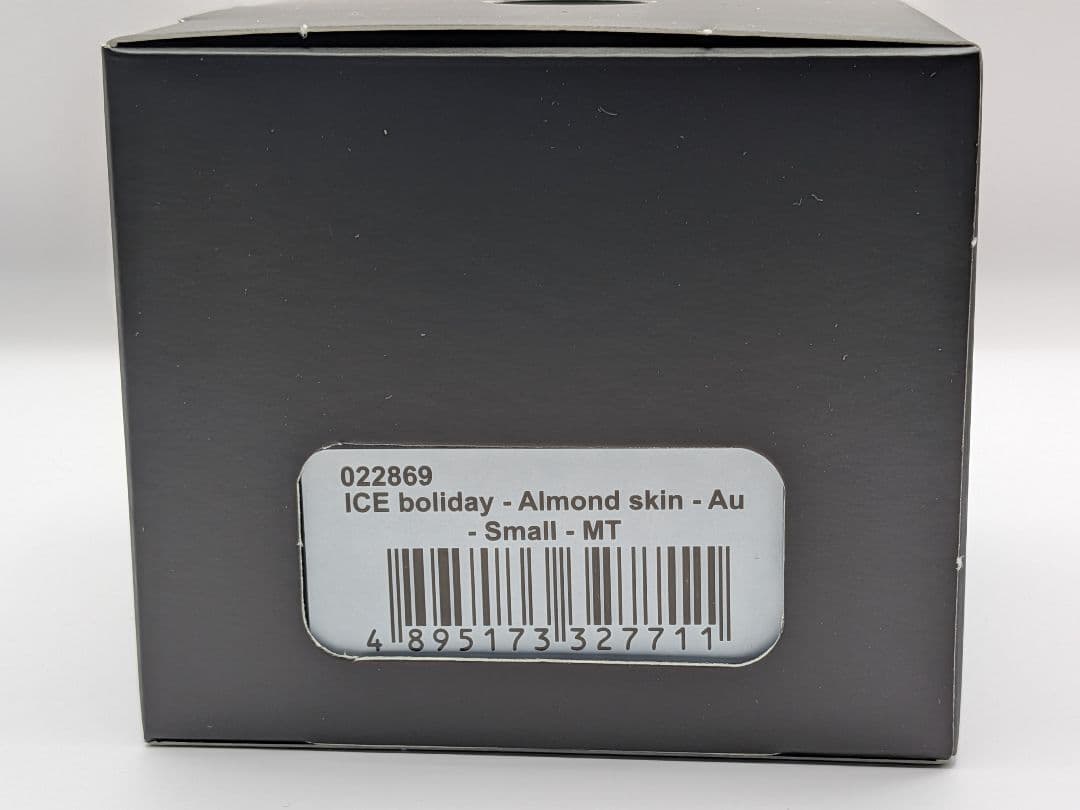 022869
ICE boliday - Almond skin - Au
- Small - MT
4 895173 327711